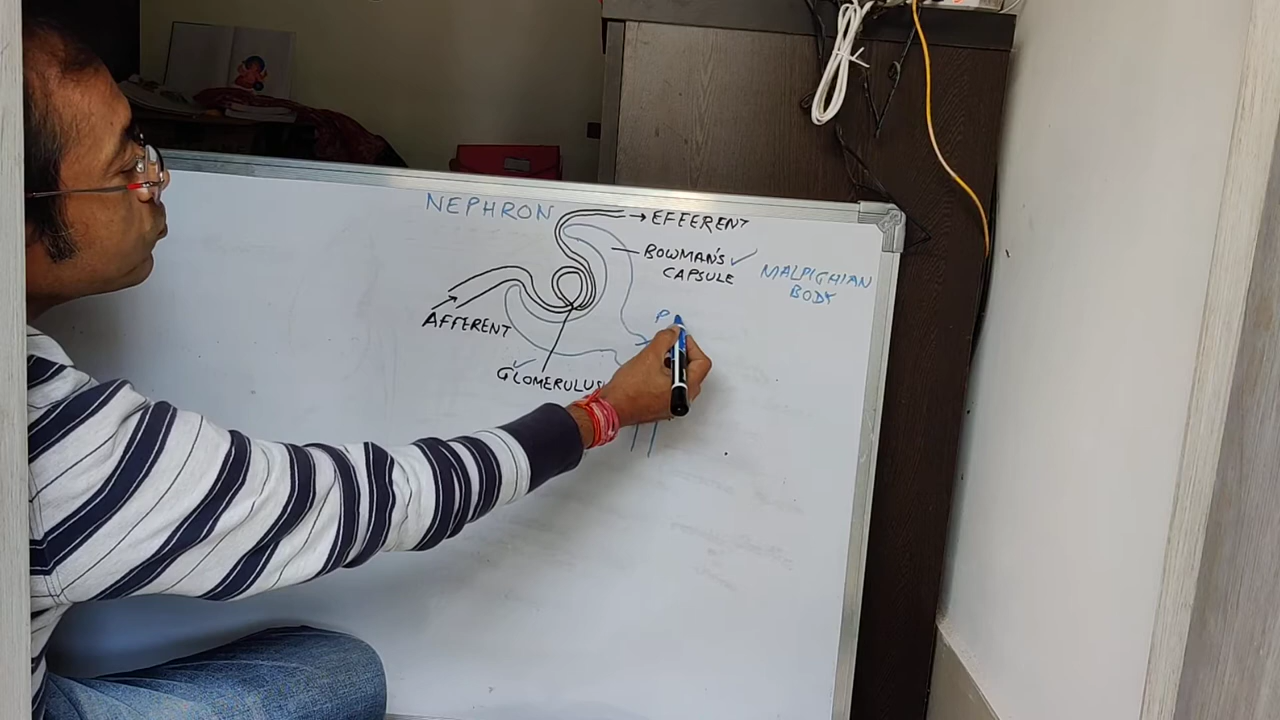 NEPHRON
EFFERENT
BOWMAN'S
CAPSULE
MALPIGHIAN
BODY
AFFERENT
GLOMERULUS
P